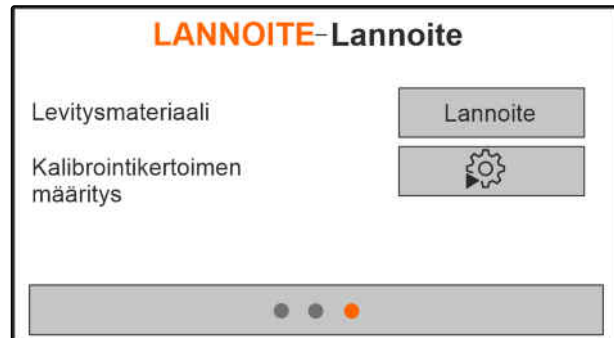 LANNOITE-Lannoite
Levitysmateriaali
Lannoite
Kalibrointikertoimen
määritys